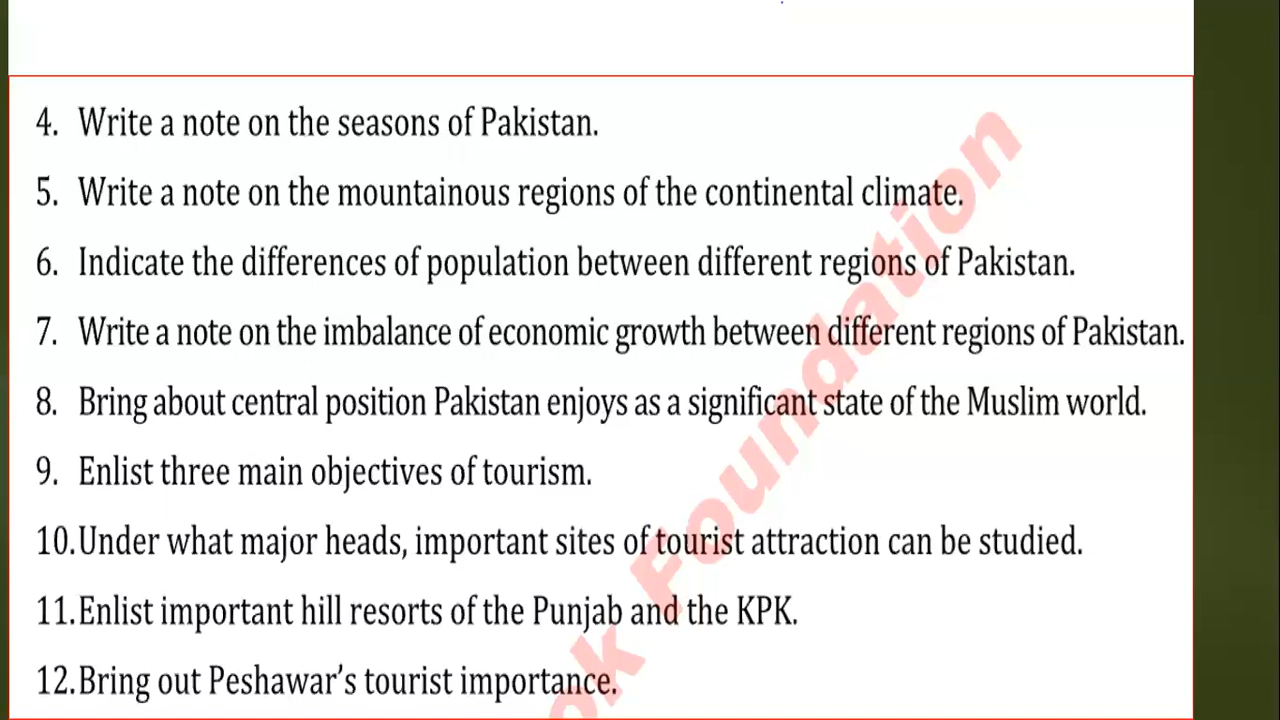 4. Write a note on the seasons of Pakistan.
5. Write a note on the mountainous regions of the continental climate.
6. Indicate the differences of population between different regions of Pakistan.
7. Write a note on the imbalance of economic growth between different regions of Pakistan.
8. Bring about central position Pakistan enjoys as a significant state of the Muslim world.
9. Enlist three main objectives of tourism.
10. Under what major heads, important sites of tourist attraction can be studied.
11. Enlist important hill resorts of the Punjab and the KPK.
12. Bring out Peshawar’s tourist importance.
ok Foundation